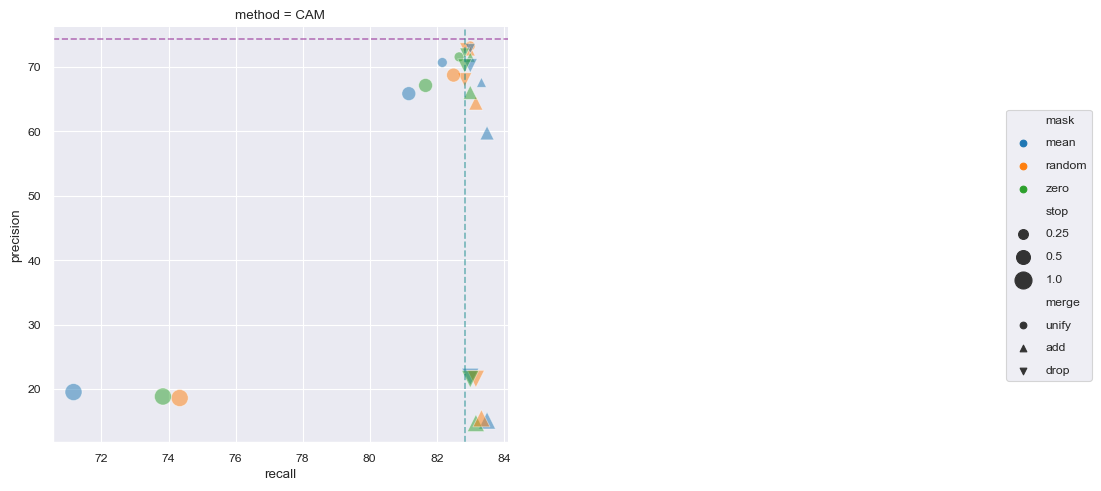 method = CAM
70
60
50
40
30
20
precision
72
74
76
78
80
82
84
recall
mask
mean
random
zero
stop
0.25
0.5
1.0
merge
unify
add
drop